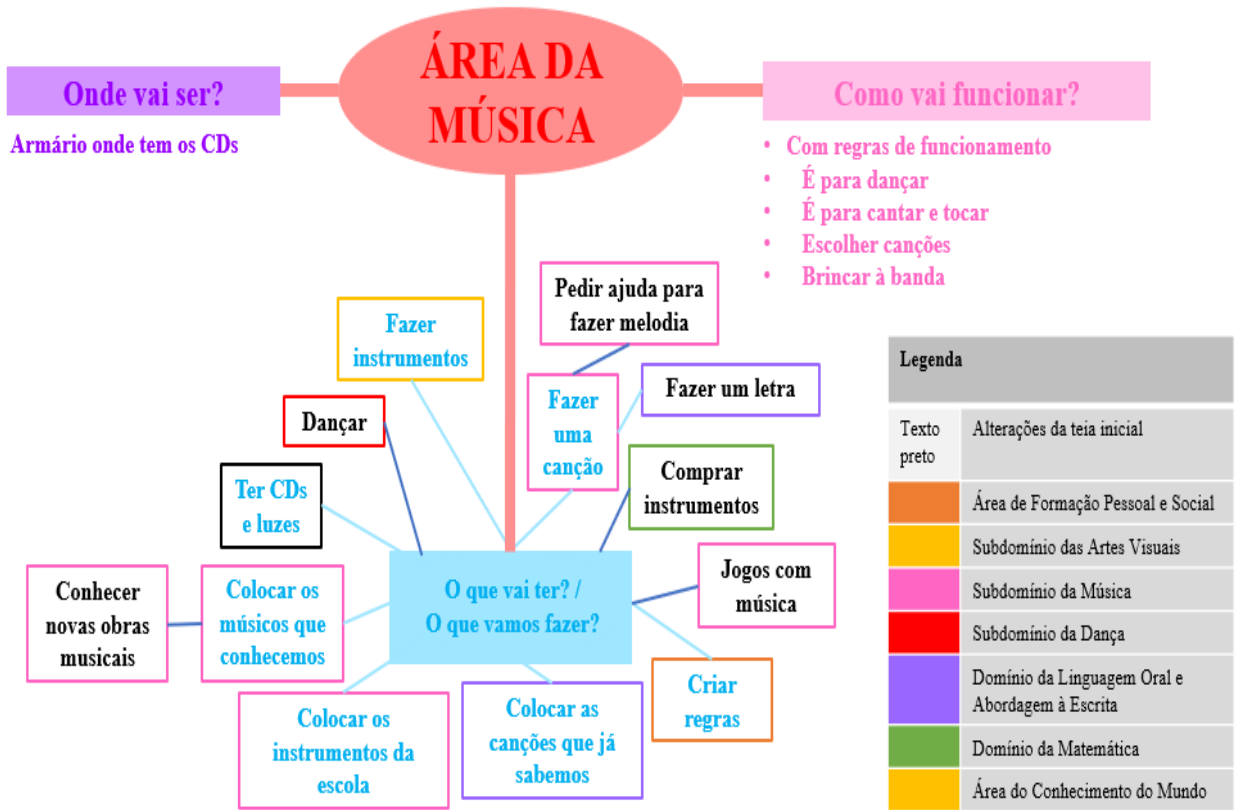 ÁREA DA
MÚSICA
Onde vai ser?
Armário onde tem os CDs
Como vai funcionar?
• Com regras de funcionamento
• É para dançar
• É para cantar e tocar
• Escolher canções
• Brincar à banda
Pedir ajuda para
fazer melodia
Fazer
instrumentos
Fazer
uma
canção
Fazer um letra
Dançar
Comprar
instrumentos
Ter CDs
e luzes
Jogos com
música
Conhecer
novas obras
musicais
Colocar os
músicos que
conhecemos
O que vai ter? /
O que vamos fazer?
Criar
regras
Colocar os
instrumentos da
escola
Colocar as
canções que já
sabemos
Legenda
Texto
preto
Alterações da teia inicial
Área de Formação Pessoal e Social
Subdomínio das Artes Visuais
Subdomínio da Música
Subdomínio da Dança
Domínio da Linguagem Oral e
Abordagem à Escrita
Domínio da Matemática
Área do Conhecimento do Mundo